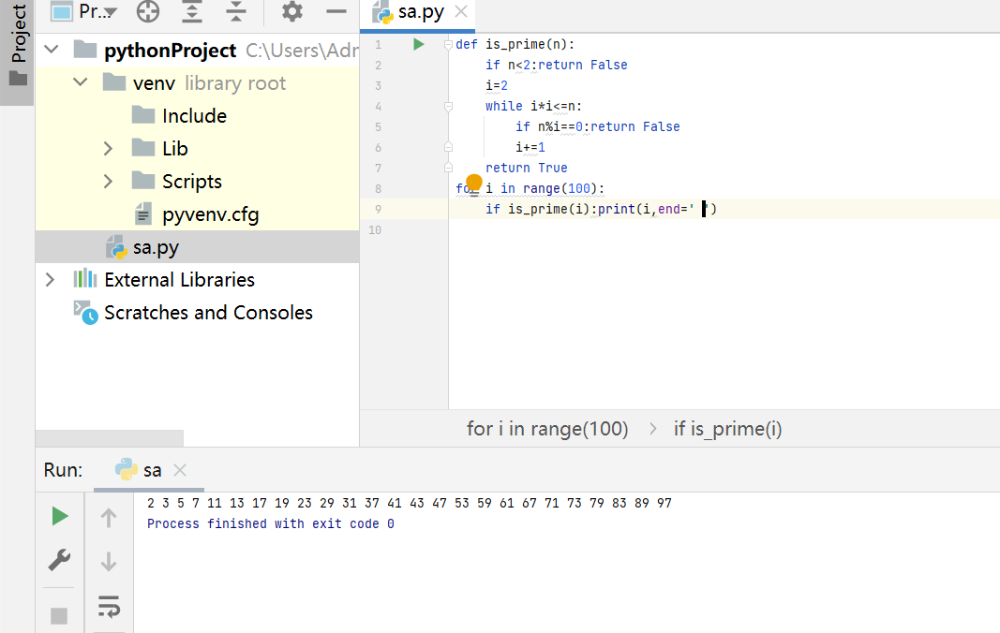 Project
Pr...
sa.py
pythonProject C:\Users\Adr
venv library root
Include
Lib
Scripts
pyvenv.cfg
sa.py
External Libraries
Scratches and Consoles
1 def is_prime(n):
2     if n<2:return False
3     i=2
4     while i*i<=n:
5         if n%i==0:return False
6         i+=1
7     return True
8 for i in range(100):
9     if is_prime(i):print(i,end=' ')
10
for i in range(100) > if is_prime(i)
Run: sa
2 3 5 7 11 13 17 19 23 29 31 37 41 43 47 53 59 61 67 71 73 79 83 89 97
Process finished with exit code 0